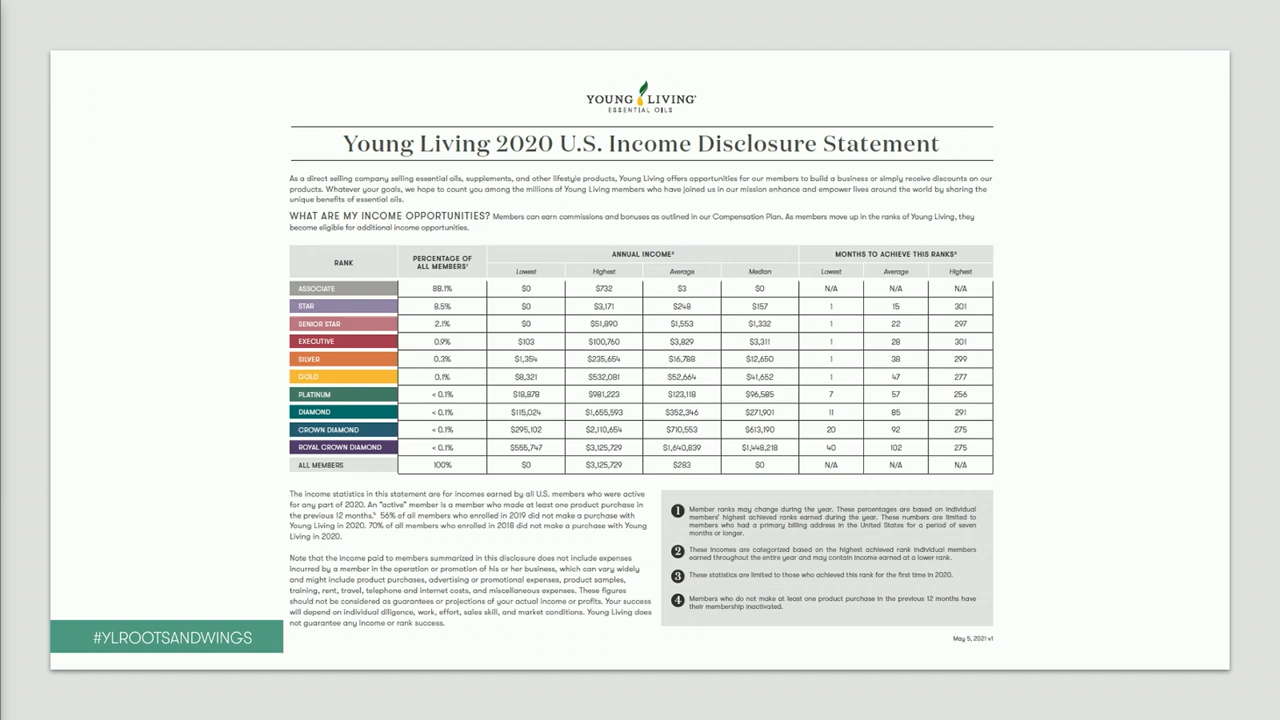 YOUNG LIVING
ESSENTIAL OILS
Young Living 2020 U.S. Income Disclosure Statement
As a direct selling company selling essential oils, supplements, and other lifestyle products, Young Living offers opportunities for our members to build a business or simply receive discounts on our
products. Whatever your goals, we hope to count you among the millions of Young Living members who have joined us in our mission enhance and empower lives around the world by sharing the
unique benefits of essential oils.
WHAT ARE MY INCOME OPPORTUNITIES? Members can earn commissions and bonuses as outlined in our Compensation Plan. As members move up in the ranks of Young Living, they
become eligible for additional income opportunities.
RANK PERCENTAGE OF ALL MEMBERS¹ ANNUAL INCOME² MONTHS TO ACHIEVE THIS RANKS³
Lowest Highest Average Median Lowest Average Highest
ASSOCIATE 88.1% $0 $732 $3 $0 N/A N/A N/A
STAR 8.5% $0 $3,171 $248 $157 1 15 301
SENIOR STAR 2.1% $0 $51,890 $1,553 $1,332 1 22 297
EXECUTIVE 0.9% $103 $100,760 $3,829 $3,311 1 28 301
SILVER 0.3% $1,354 $235,654 $16,788 $12,650 1 38 299
GOLD 0.1% $8,321 $532,081 $52,664 $41,652 1 47 277
PLATINUM < 0.1% $18,878 $981,223 $123,118 $96,585 7 57 256
DIAMOND < 0.1% $115,024 $1,655,593 $352,346 $271,901 11 85 291
CROWN DIAMOND < 0.1% $295,102 $2,110,654 $710,553 $613,190 20 92 275
ROYAL CROWN DIAMOND < 0.1% $555,747 $3,125,729 $1,640,839 $1,448,218 40 102 275
ALL MEMBERS 100% $0 $3,125,729 $283 $0 N/A N/A N/A
The income statistics in this statement are for incomes earned by all U.S. members who were active
for any part of 2020. An "active" member is a member who made at least one product purchase in
the previous 12 months.⁴ 56% of all members who enrolled in 2019 did not make a purchase with
Young Living in 2020. 70% of all members who enrolled in 2018 did not make a purchase with Young
Living in 2020.
Note that the income paid to members summarized in this disclosure does not include expenses
incurred by a member in the operation or promotion of his or her business, which can vary widely
and might include product purchases, advertising or promotional expenses, product samples,
training, rent, travel, telephone and internet costs, and miscellaneous expenses. These figures
should not be considered as guarantees or projections of your actual income or profits. Your success
will depend on individual diligence, work, effort, sales skill, and market conditions. Young Living does
not guarantee any income or rank success.
1 Member ranks may change during the year. These percentages are based on individual
members' highest achieved ranks earned during the year. These numbers are limited to
members who had a primary billing address in the United States for a period of seven
months or longer.
2 These incomes are categorized based on the highest achieved rank individual members
earned throughout the entire year and may contain income earned at a lower rank.
3 These statistics are limited to those who achieved this rank for the first time in 2020.
4 Members who do not make at least one product purchase in the previous 12 months have
their membership inactivated.
May 5, 2021 v1
#YLROOTSANDWINGS